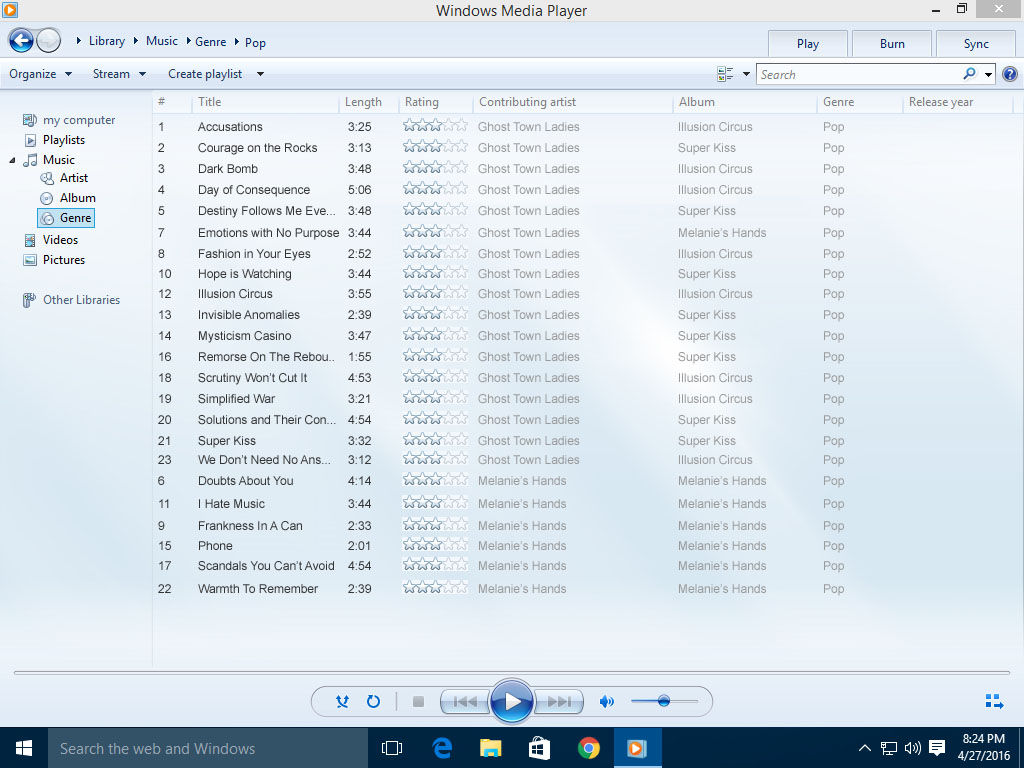 Windows Media Player
Library Music Genre Pop
Play Burn Sync
Organize Stream Create playlist Search
# Title Length Rating Contributing artist Album Genre Release year
my computer
Playlists
Music
Artist
Album
Genre
Videos
Pictures
Other Libraries
1 Accusations 3:25 Ghost Town Ladies Illusion Circus Pop
2 Courage on the Rocks 3:13 Ghost Town Ladies Super Kiss Pop
3 Dark Bomb 3:48 Ghost Town Ladies Illusion Circus Pop
4 Day of Consequence 5:06 Ghost Town Ladies Illusion Circus Pop
5 Destiny Follows Me Eve... 3:48 Ghost Town Ladies Super Kiss Pop
7 Emotions with No Purpose 3:44 Ghost Town Ladies Melanie's Hands Pop
8 Fashion in Your Eyes 2:52 Ghost Town Ladies Illusion Circus Pop
10 Hope is Watching 3:44 Ghost Town Ladies Super Kiss Pop
12 Illusion Circus 3:55 Ghost Town Ladies Illusion Circus Pop
13 Invisible Anomalies 2:39 Ghost Town Ladies Super Kiss Pop
14 Mysticism Casino 3:47 Ghost Town Ladies Super Kiss Pop
16 Remorse On The Rebou.. 1:55 Ghost Town Ladies Super Kiss Pop
18 Scrutiny Won't Cut It 4:53 Ghost Town Ladies Illusion Circus Pop
19 Simplified War 3:21 Ghost Town Ladies Illusion Circus Pop
20 Solutions and Their Con... 4:54 Ghost Town Ladies Super Kiss Pop
21 Super Kiss 3:32 Ghost Town Ladies Super Kiss Pop
23 We Don't Need No Ans... 3:12 Ghost Town Ladies Illusion Circus Pop
6 Doubts About You 4:14 Melanie's Hands Melanie's Hands Pop
11 I Hate Music 3:44 Melanie's Hands Melanie's Hands Pop
9 Frankness In A Can 2:33 Melanie's Hands Melanie's Hands Pop
15 Phone 2:01 Melanie's Hands Melanie's Hands Pop
17 Scandals You Can't Avoid 4:54 Melanie's Hands Melanie's Hands Pop
22 Warmth To Remember 2:39 Melanie's Hands Melanie's Hands Pop
Search the web and Windows
8:24 PM
4/27/2016